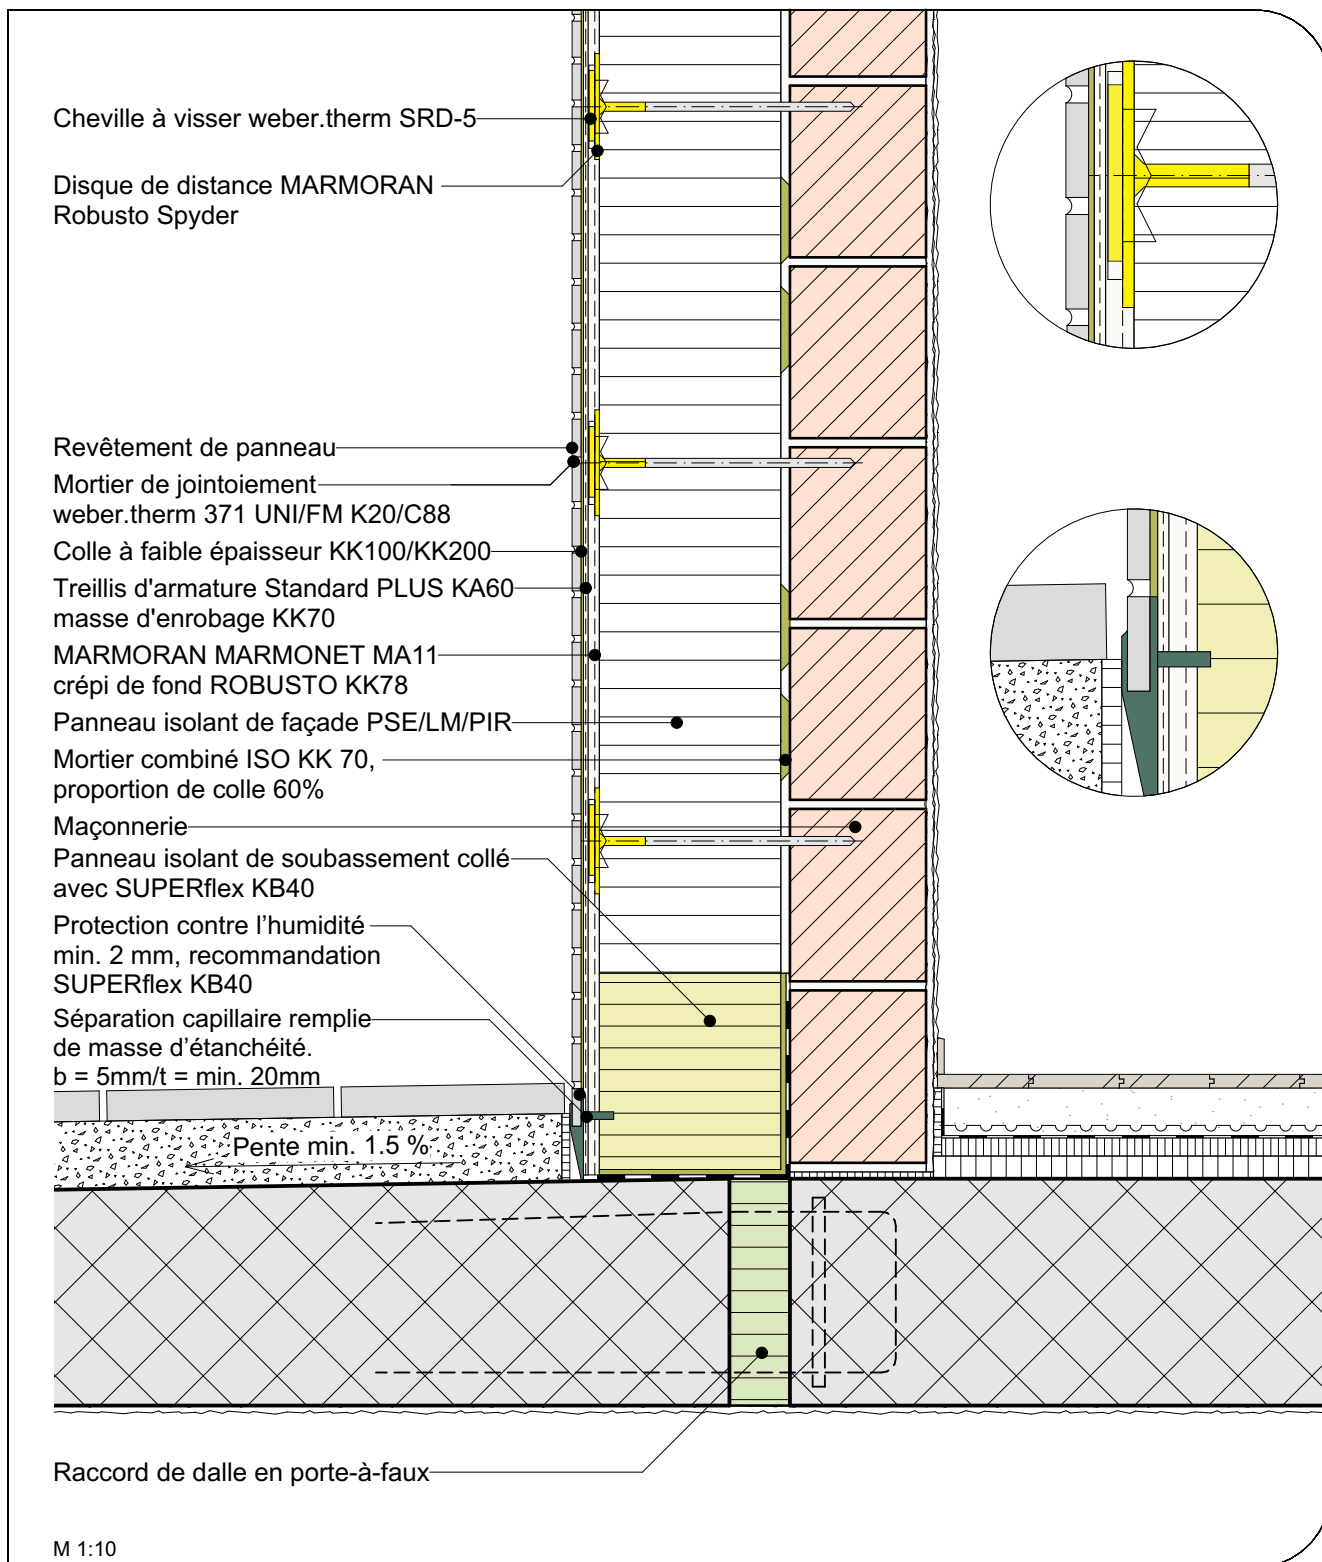 Cheville à visser weber.therm SRD-5
Disque de distance MARMORAN
Robusto Spyder
Revêtement de panneau
Mortier de jointoiement
weber.therm 371 UNI/FM K20/C88
Colle à faible épaisseur KK100/KK200
Treillis d'armature Standard PLUS KA60
masse d'enrobage KK70
MARMORAN MARMONET MA11
crépi de fond ROBUSTO KK78
Panneau isolant de façade PSE/LM/PIR
Mortier combiné ISO KK 70,
proportion de colle 60%
Maçonnerie
Panneau isolant de soubassement collé
avec SUPERflex KB40
Protection contre l’humidité
min. 2 mm, recommandation
SUPERflex KB40
Séparation capillaire remplie
de masse d’étanchéité.
b = 5mm/t = min. 20mm
Pente min. 1.5 %
Raccord de dalle en porte-à-faux
M 1:10